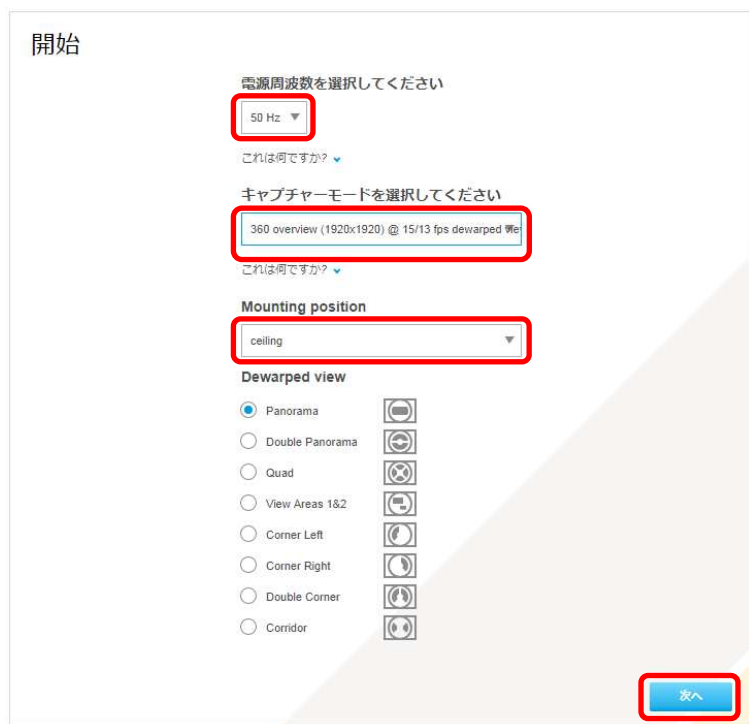 開始
電源周波数を選択してください
50 Hz
これは何ですか?
キャプチャーモードを選択してください
360 overview (1920x1920) @ 15/13 fps dewarped
これは何ですか?
Mounting position
ceiling
Dewarped view
Panorama
Double Panorama
Quad
View Areas 1&2
Corner Left
Corner Right
Double Corner
Corridor
次へ